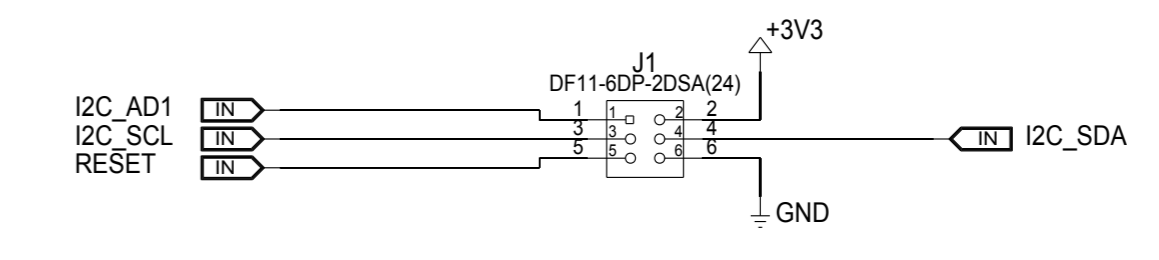 +3V3
J1
DF11-6DP-2DSA(24)
I2C_AD1 IN 1 1 2 2
I2C_SCL IN 3 3 4 4 IN I2C_SDA
RESET IN 5 5 6 6
GND